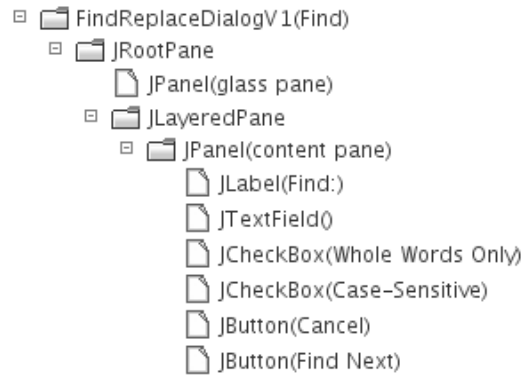 FindReplaceDialogV1(Find)
JRootPane
JPanel(glass pane)
JLayeredPane
JPanel(content pane)
JLabel(Find:)
JTextField()
JCheckBox(Whole Words Only)
JCheckBox(Case-Sensitive)
JButton(Cancel)
JButton(Find Next)